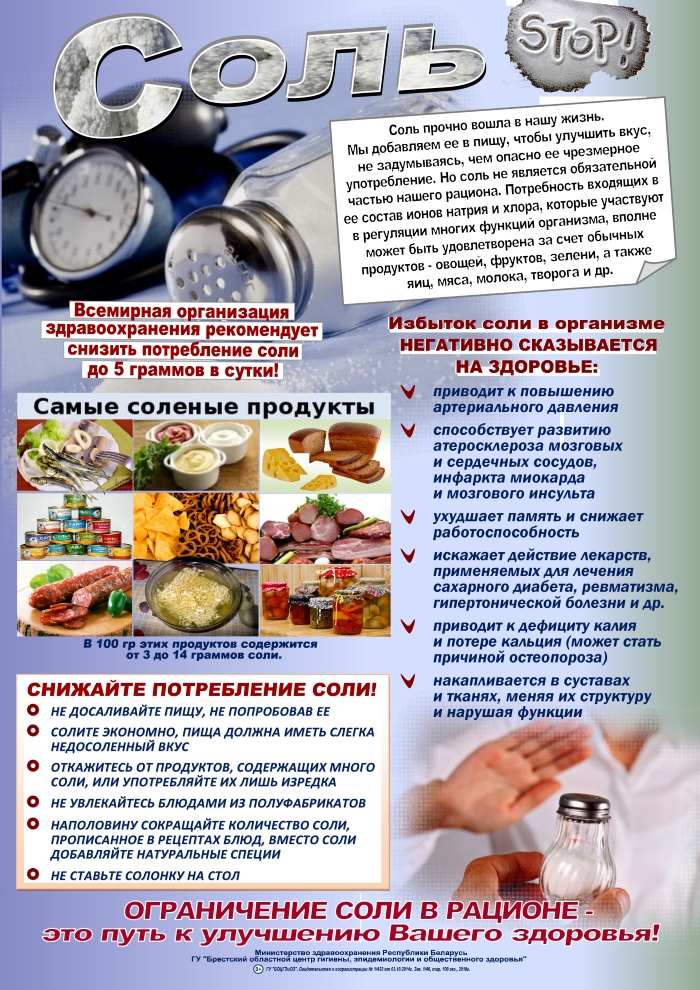 Соль
STOP!
Соль прочно вошла в нашу жизнь.
Мы добавляем ее в пищу, чтобы улучшить вкус,
не задумываясь, чем опасно ее чрезмерное
употребление. Но соль не является обязательной
частью нашего рациона. Потребность входящих в
ее состав ионов натрия и хлора, которые участвуют
в регуляции многих функций организма, вполне
может быть удовлетворена за счет обычных
продуктов - овощей, фруктов, зелени, а также
яиц, мяса, молока, творога и др.
Всемирная организация
здравоохранения рекомендует
снизить потребление соли
до 5 граммов в сутки!
Самые соленые продукты
В 100 гр этих продуктов содержится
от 3 до 14 граммов соли.
Избыток соли в организме
НЕГАТИВНО СКАЗЫВАЕТСЯ
НА ЗДОРОВЬЕ:
приводит к повышению
артериального давления
способствует развитию
атеросклероза мозговых
и сердечных сосудов,
инфаркта миокарда
и мозгового инсульта
ухудшает память и снижает
работоспособность
искажает действие лекарств,
применяемых для лечения
сахарного диабета, ревматизма,
гипертонической болезни и др.
приводит к дефициту калия
и потере кальция (может стать
причиной остеопороза)
накапливается в суставах
и тканях, меняя их структуру
и нарушая функции
СНИЖАЙТЕ ПОТРЕБЛЕНИЕ СОЛИ!
НЕ ДОСАЛИВАЙТЕ ПИЩУ, НЕ ПОПРОБОВАВ ЕЕ
СОЛИТЕ ЭКОНОМНО, ПИЩА ДОЛЖНА ИМЕТЬ СЛЕГКА
НЕДОСОЛЕННЫЙ ВКУС
ОТКАЖИТЕСЬ ОТ ПРОДУКТОВ, СОДЕРЖАЩИХ МНОГО
СОЛИ, ИЛИ УПОТРЕБЛЯЙТЕ ИХ ЛИШЬ ИЗРЕДКА
НЕ УВЛЕКАЙТЕСЬ БЛЮДАМИ ИЗ ПОЛУФАБРИКАТОВ
НАПОЛОВИНУ СОКРАЩАЙТЕ КОЛИЧЕСТВО СОЛИ,
ПРОПИСАННОЕ В РЕЦЕПТАХ БЛЮД, ВМЕСТО СОЛИ
ДОБАВЛЯЙТЕ НАТУРАЛЬНЫЕ СПЕЦИИ
НЕ СТАВЬТЕ СОЛОНКУ НА СТОЛ
ОГРАНИЧЕНИЕ СОЛИ В РАЦИОНЕ -
это путь к улучшению Вашего здоровья!
Министерство здравоохранения Республики Беларусь
ГУ "Брестский областной центр гигиены, эпидемиологии и общественного здоровья"